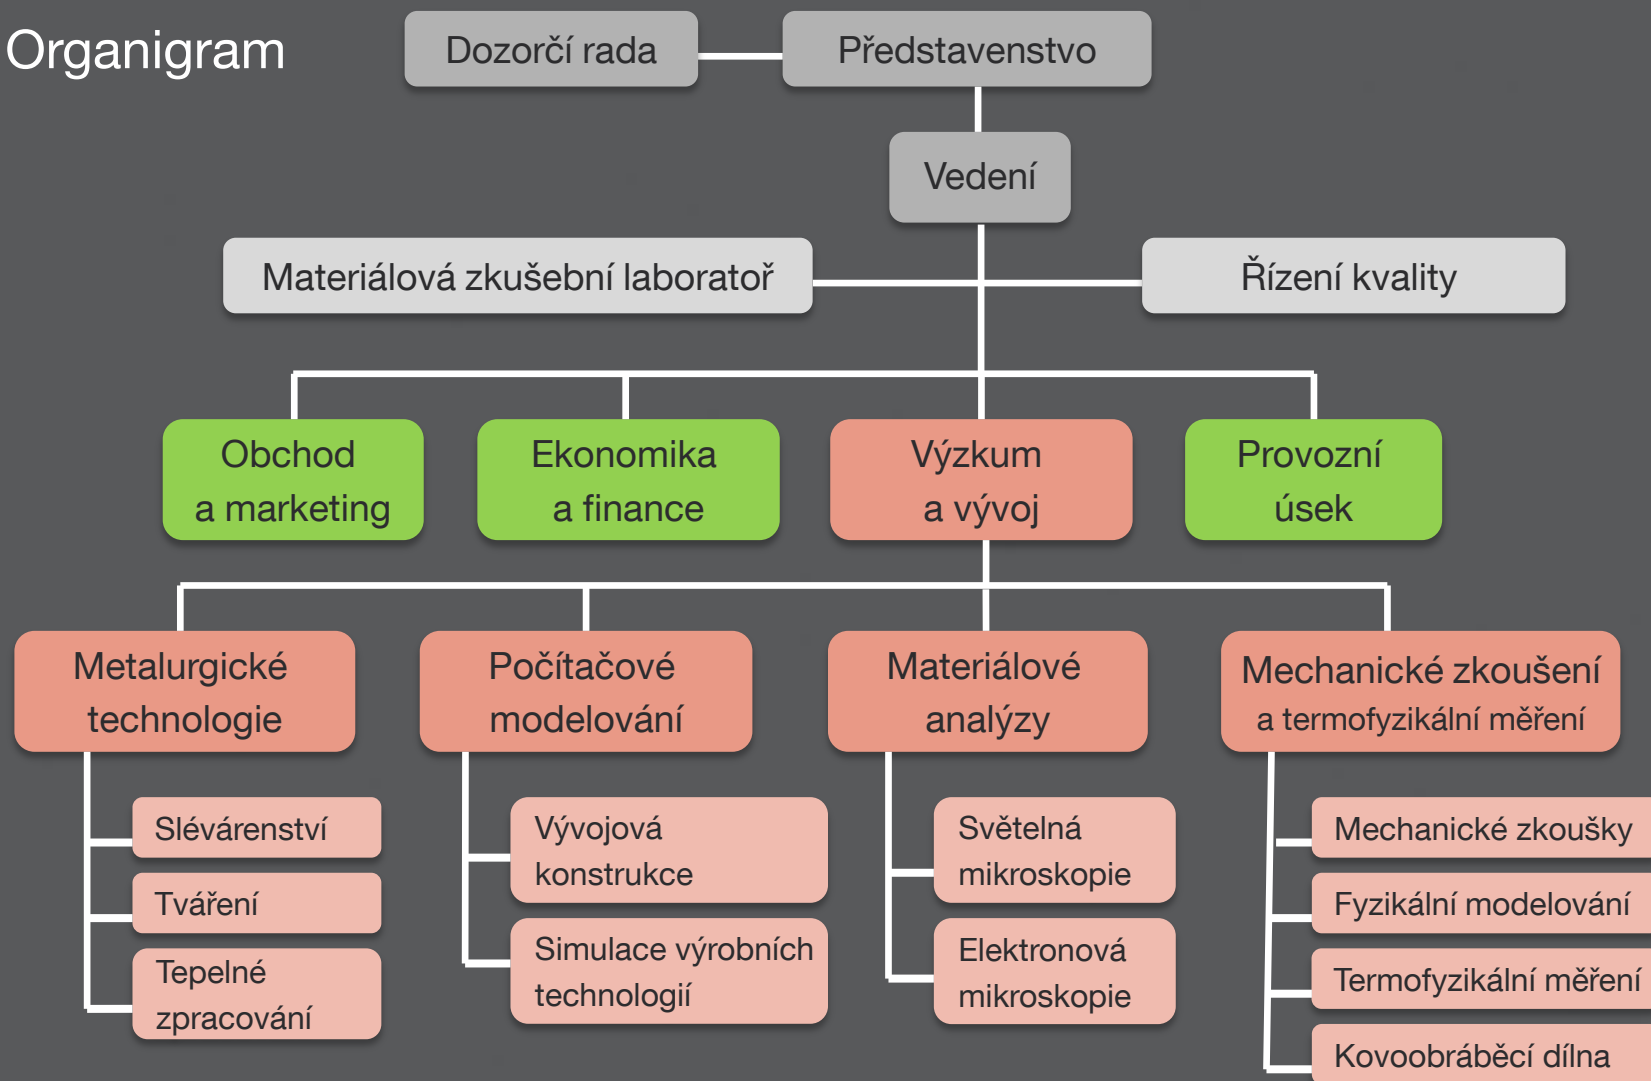 Organigram
Dozorčí rada
Představenstvo
Vedení
Materiálová zkušební laboratoř
Řízení kvality
Obchod
a marketing
Ekonomika
a finance
Výzkum
a vývoj
Provozní
úsek
Metalurgické
technologie
Počítačové
modelování
Materiálové
analýzy
Mechanické zkoušení
a termofyzikální měření
Slévárenství
Tváření
Tepelné
zpracování
Vývojová
konstrukce
Simulace výrobních
technologií
Světelná
mikroskopie
Elektronová
mikroskopie
Mechanické zkoušky
Fyzikální modelování
Termofyzikální měření
Kovoobráběcí dílna